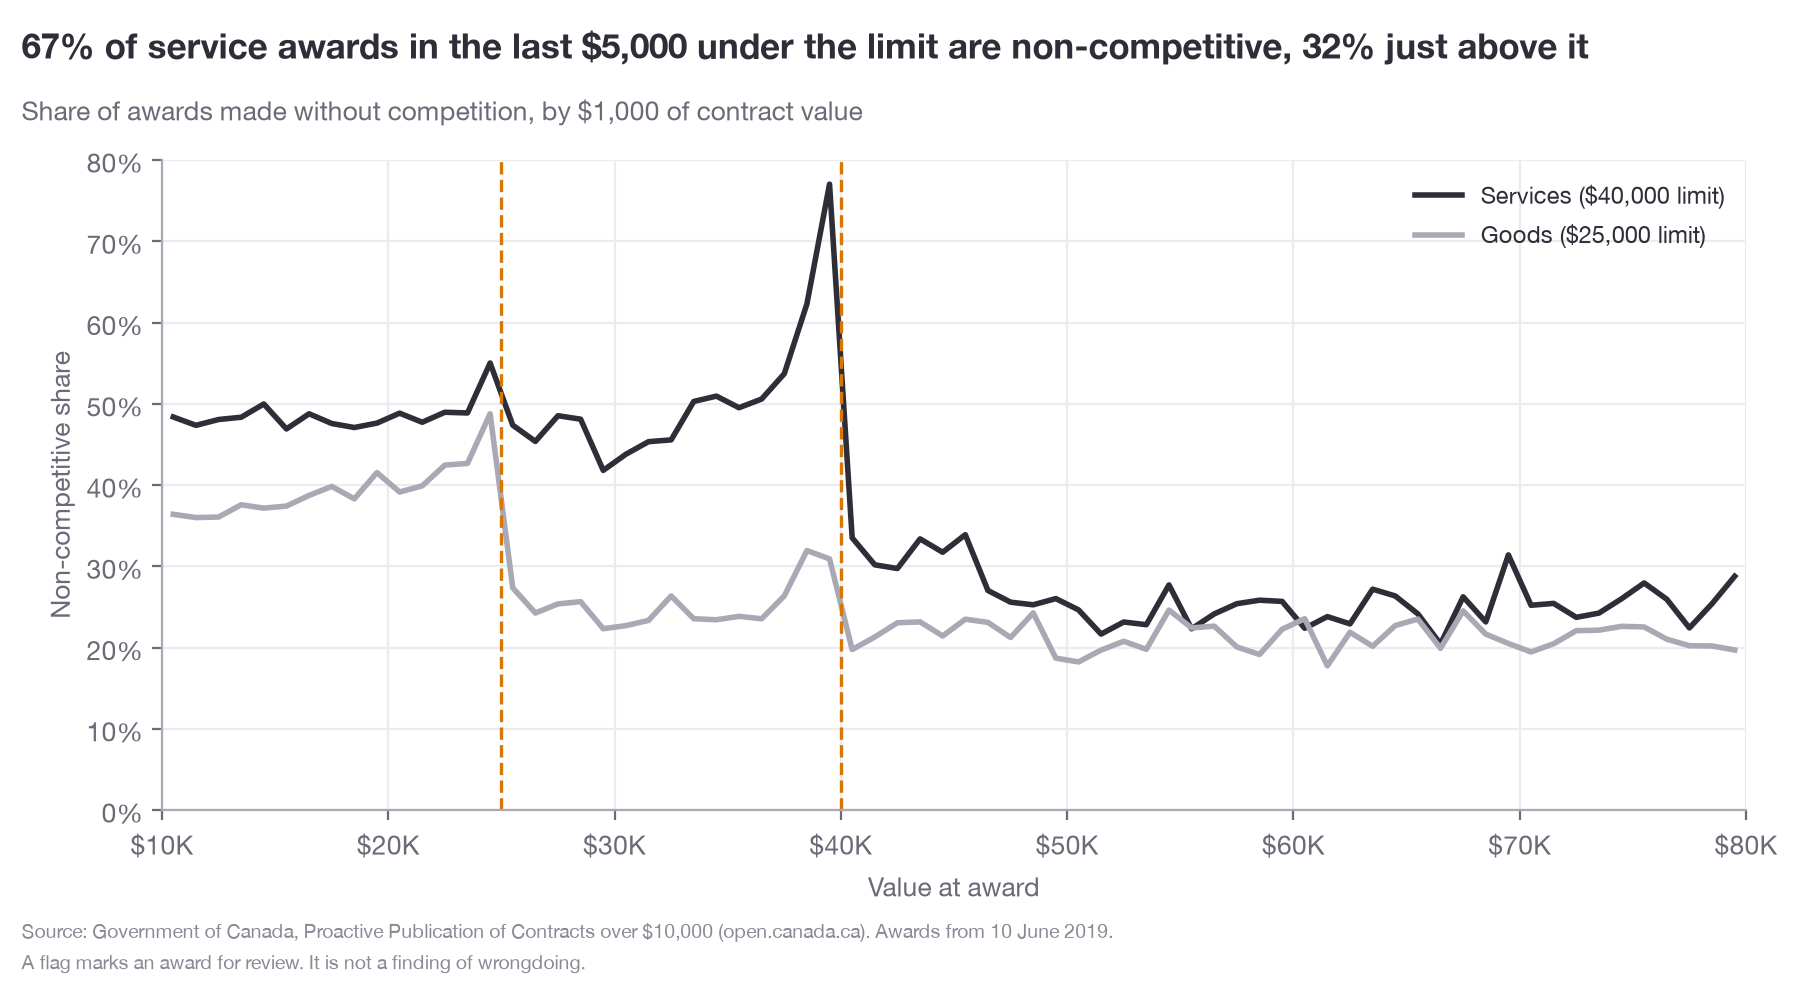 67% of service awards in the last $5,000 under the limit are non-competitive, 32% just above it
Share of awards made without competition, by $1,000 of contract value
80%
70%
60%
50%
40%
30%
20%
10%
0%
Non-competitive share
Services ($40,000 limit)
Goods ($25,000 limit)
$10K $20K $30K $40K $50K $60K $70K $80K
Value at award
Source: Government of Canada, Proactive Publication of Contracts over $10,000 (open.canada.ca). Awards from 10 June 2019.
A flag marks an award for review. It is not a finding of wrongdoing.